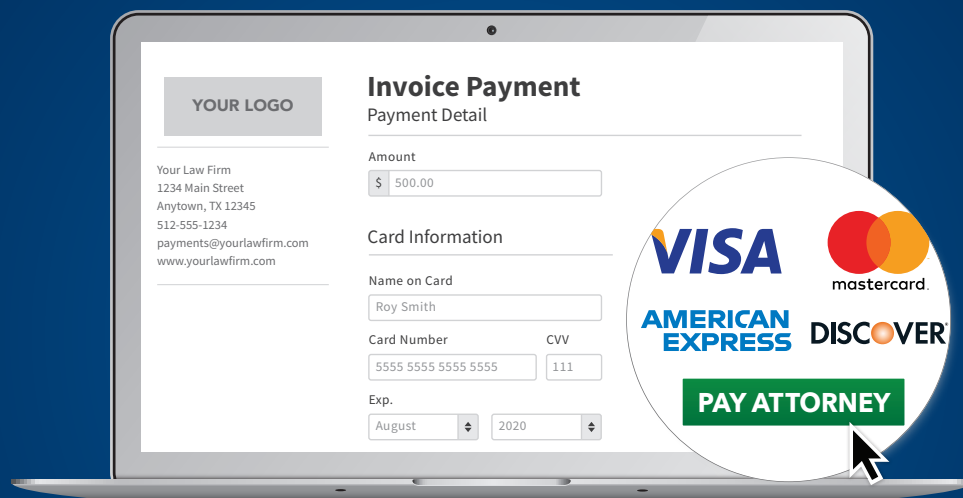 YOUR LOGO
Your Law Firm
1234 Main Street
Anytown, TX 12345
512-555-1234
payments@yourlawfirm.com
www.yourlawfirm.com
Invoice Payment
Payment Detail
Amount
$ 500.00
Card Information
Name on Card
Roy Smith
Card Number CVV
5555 5555 5555 5555 111
Exp.
August 2020
VISA
mastercard.
AMERICAN
EXPRESS
DISCOVER
PAY ATTORNEY